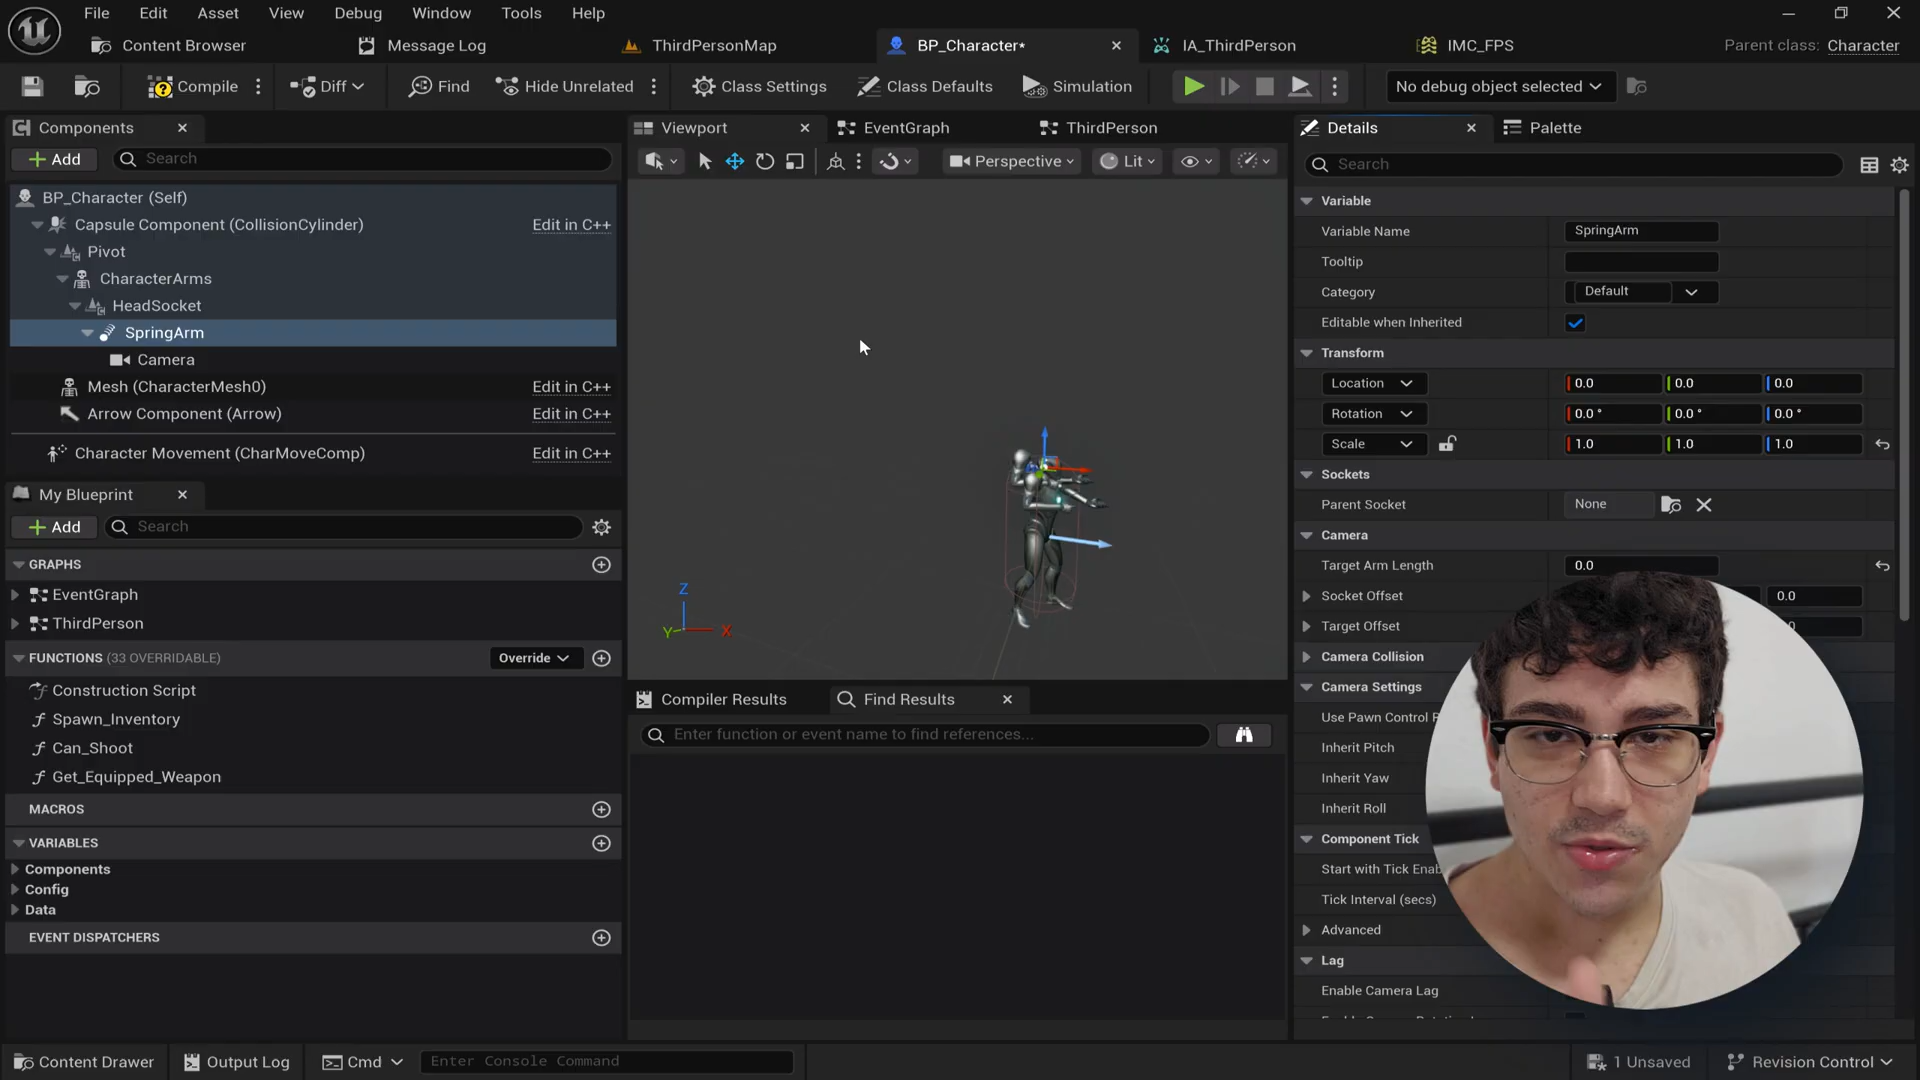 File Edit Asset View Debug Window Tools Help
Content Browser Message Log ThirdPersonMap BP_Character* IA_ThirdPerson IMC_FPS Parent class: Character
Compile Diff Find Hide Unrelated Class Settings Class Defaults Simulation No debug object selected
Components
Add Search
BP_Character (Self)
Capsule Component (CollisionCylinder) Edit in C++
Pivot
CharacterArms
HeadSocket
SpringArm
Camera
Mesh (CharacterMesh0) Edit in C++
Arrow Component (Arrow) Edit in C++
Character Movement (CharMoveComp) Edit in C++
My Blueprint
Add Search
GRAPHS
EventGraph
ThirdPerson
FUNCTIONS (33 OVERRIDABLE) Override
Construction Script
Spawn_Inventory
Can_Shoot
Get_Equipped_Weapon
MACROS
VARIABLES
Components
Config
Data
EVENT DISPATCHERS
Viewport EventGraph ThirdPerson
Perspective Lit
Z
Y X
Compiler Results Find Results
Enter function or event name to find references...
Details Palette
Search
Variable
Variable Name SpringArm
Tooltip
Category Default
Editable when Inherited
Transform
Location 0.0 0.0 0.0
Rotation 0.0 ° 0.0 ° 0.0 °
Scale 1.0 1.0 1.0
Sockets
Parent Socket None
Camera
Target Arm Length 0.0
Socket Offset 0.0
Target Offset
Camera Collision
Camera Settings
Use Pawn Control
Inherit Pitch
Inherit Yaw
Inherit Roll
Component Tick
Start with Tick Enab
Tick Interval (secs)
Advanced
Lag
Enable Camera Lag
Content Drawer Output Log Cmd Enter Console Command 1 Unsaved Revision Control